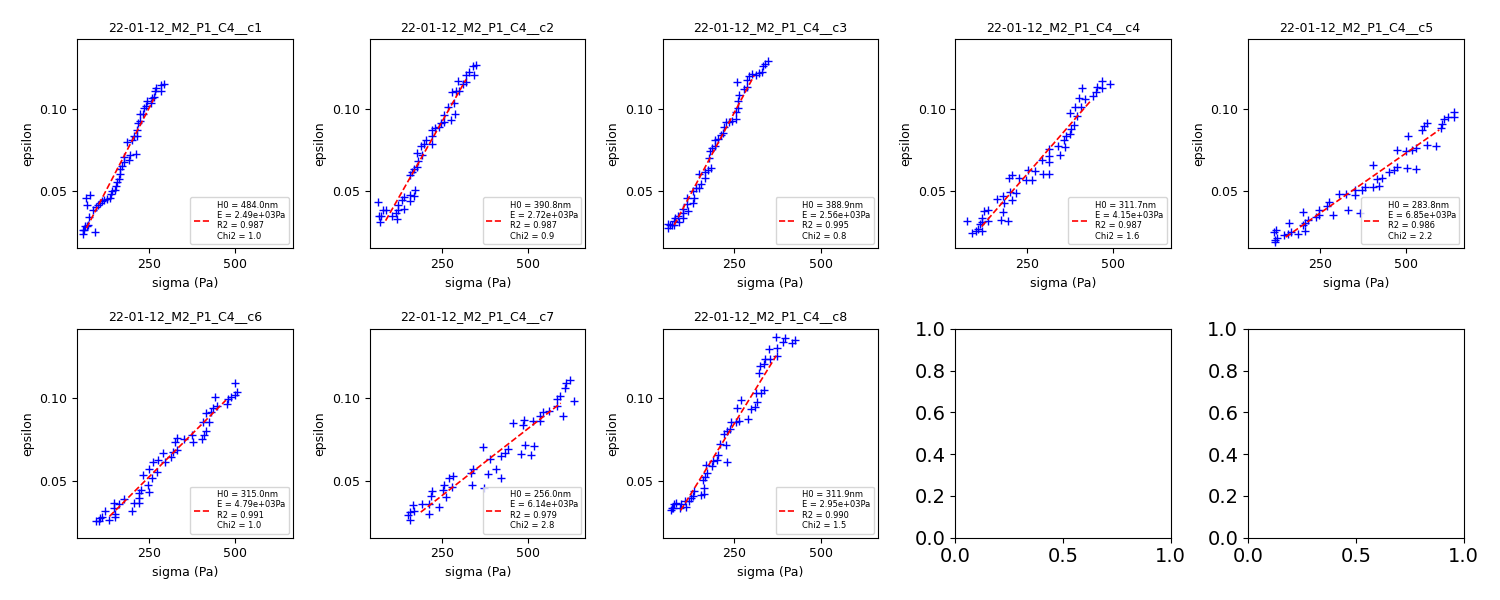 22-01-12_M2_P1_C4__c1
0.10
0.05
epsilon
250
500
sigma (Pa)
H0 = 484.0nm
E = 2.49e+03Pa
R2 = 0.987
Chi2 = 1.0
22-01-12_M2_P1_C4__c2
0.10
0.05
epsilon
250
500
sigma (Pa)
H0 = 390.8nm
E = 2.72e+03Pa
R2 = 0.987
Chi2 = 0.9
22-01-12_M2_P1_C4__c3
0.10
0.05
epsilon
250
500
sigma (Pa)
H0 = 388.9nm
E = 2.56e+03Pa
R2 = 0.995
Chi2 = 0.8
22-01-12_M2_P1_C4__c4
0.10
0.05
epsilon
250
500
sigma (Pa)
H0 = 311.7nm
E = 4.15e+03Pa
R2 = 0.987
Chi2 = 1.6
22-01-12_M2_P1_C4__c5
0.10
0.05
epsilon
250
500
sigma (Pa)
H0 = 283.8nm
E = 6.85e+03Pa
R2 = 0.986
Chi2 = 2.2
22-01-12_M2_P1_C4__c6
0.10
0.05
epsilon
250
500
sigma (Pa)
H0 = 315.0nm
E = 4.79e+03Pa
R2 = 0.991
Chi2 = 1.0
22-01-12_M2_P1_C4__c7
0.10
0.05
epsilon
250
500
sigma (Pa)
H0 = 256.0nm
E = 6.14e+03Pa
R2 = 0.979
Chi2 = 2.8
22-01-12_M2_P1_C4__c8
0.10
0.05
epsilon
250
500
sigma (Pa)
H0 = 311.9nm
E = 2.95e+03Pa
R2 = 0.990
Chi2 = 1.5
1.0
0.8
0.6
0.4
0.2
0.0
0.0
0.5
1.0
1.0
0.8
0.6
0.4
0.2
0.0
0.0
0.5
1.0